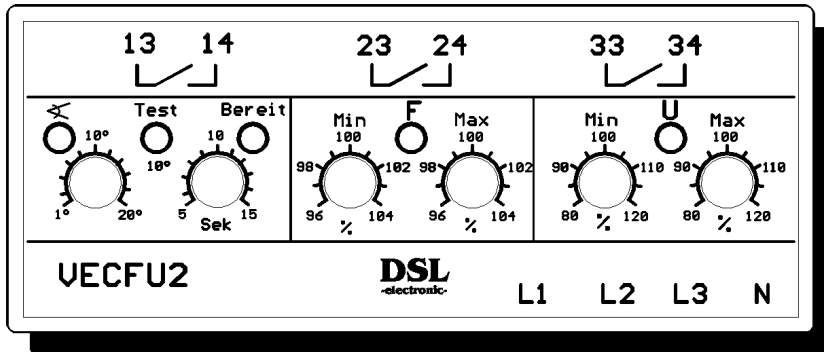 13 14 23 24 33 34
∢ Test Bereit F U
Min Max Min Max
10° 10 100 100 100 100
10°
98 102 98 102 90 110 90 110
1° 20° 5 15 96 104 96 104 80 120 80 120
Sek % % % %
VECFU2 DSL
-electronic-
L1 L2 L3 N